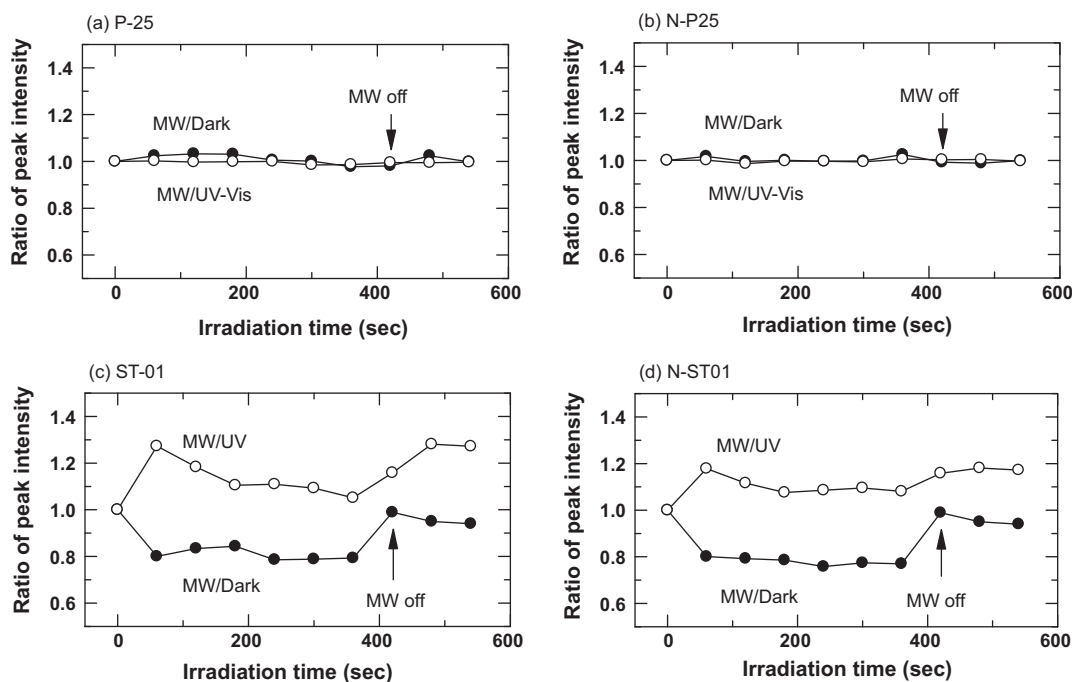 (a) P-25
Ratio of peak intensity
1.4
1.2
1.0
0.8
0.6
MW/Dark
MW off
MW/UV-Vis
0 200 400 600
Irradiation time (sec)
(b) N-P25
Ratio of peak intensity
1.4
1.2
1.0
0.8
0.6
MW/Dark
MW off
MW/UV-Vis
0 200 400 600
Irradiation time (sec)
(c) ST-01
Ratio of peak intensity
1.4
1.2
1.0
0.8
0.6
MW/UV
MW/Dark
MW off
0 200 400 600
Irradiation time (sec)
(d) N-ST01
Ratio of peak intensity
1.4
1.2
1.0
0.8
0.6
MW/UV
MW/Dark
MW off
0 200 400 600
Irradiation time (sec)